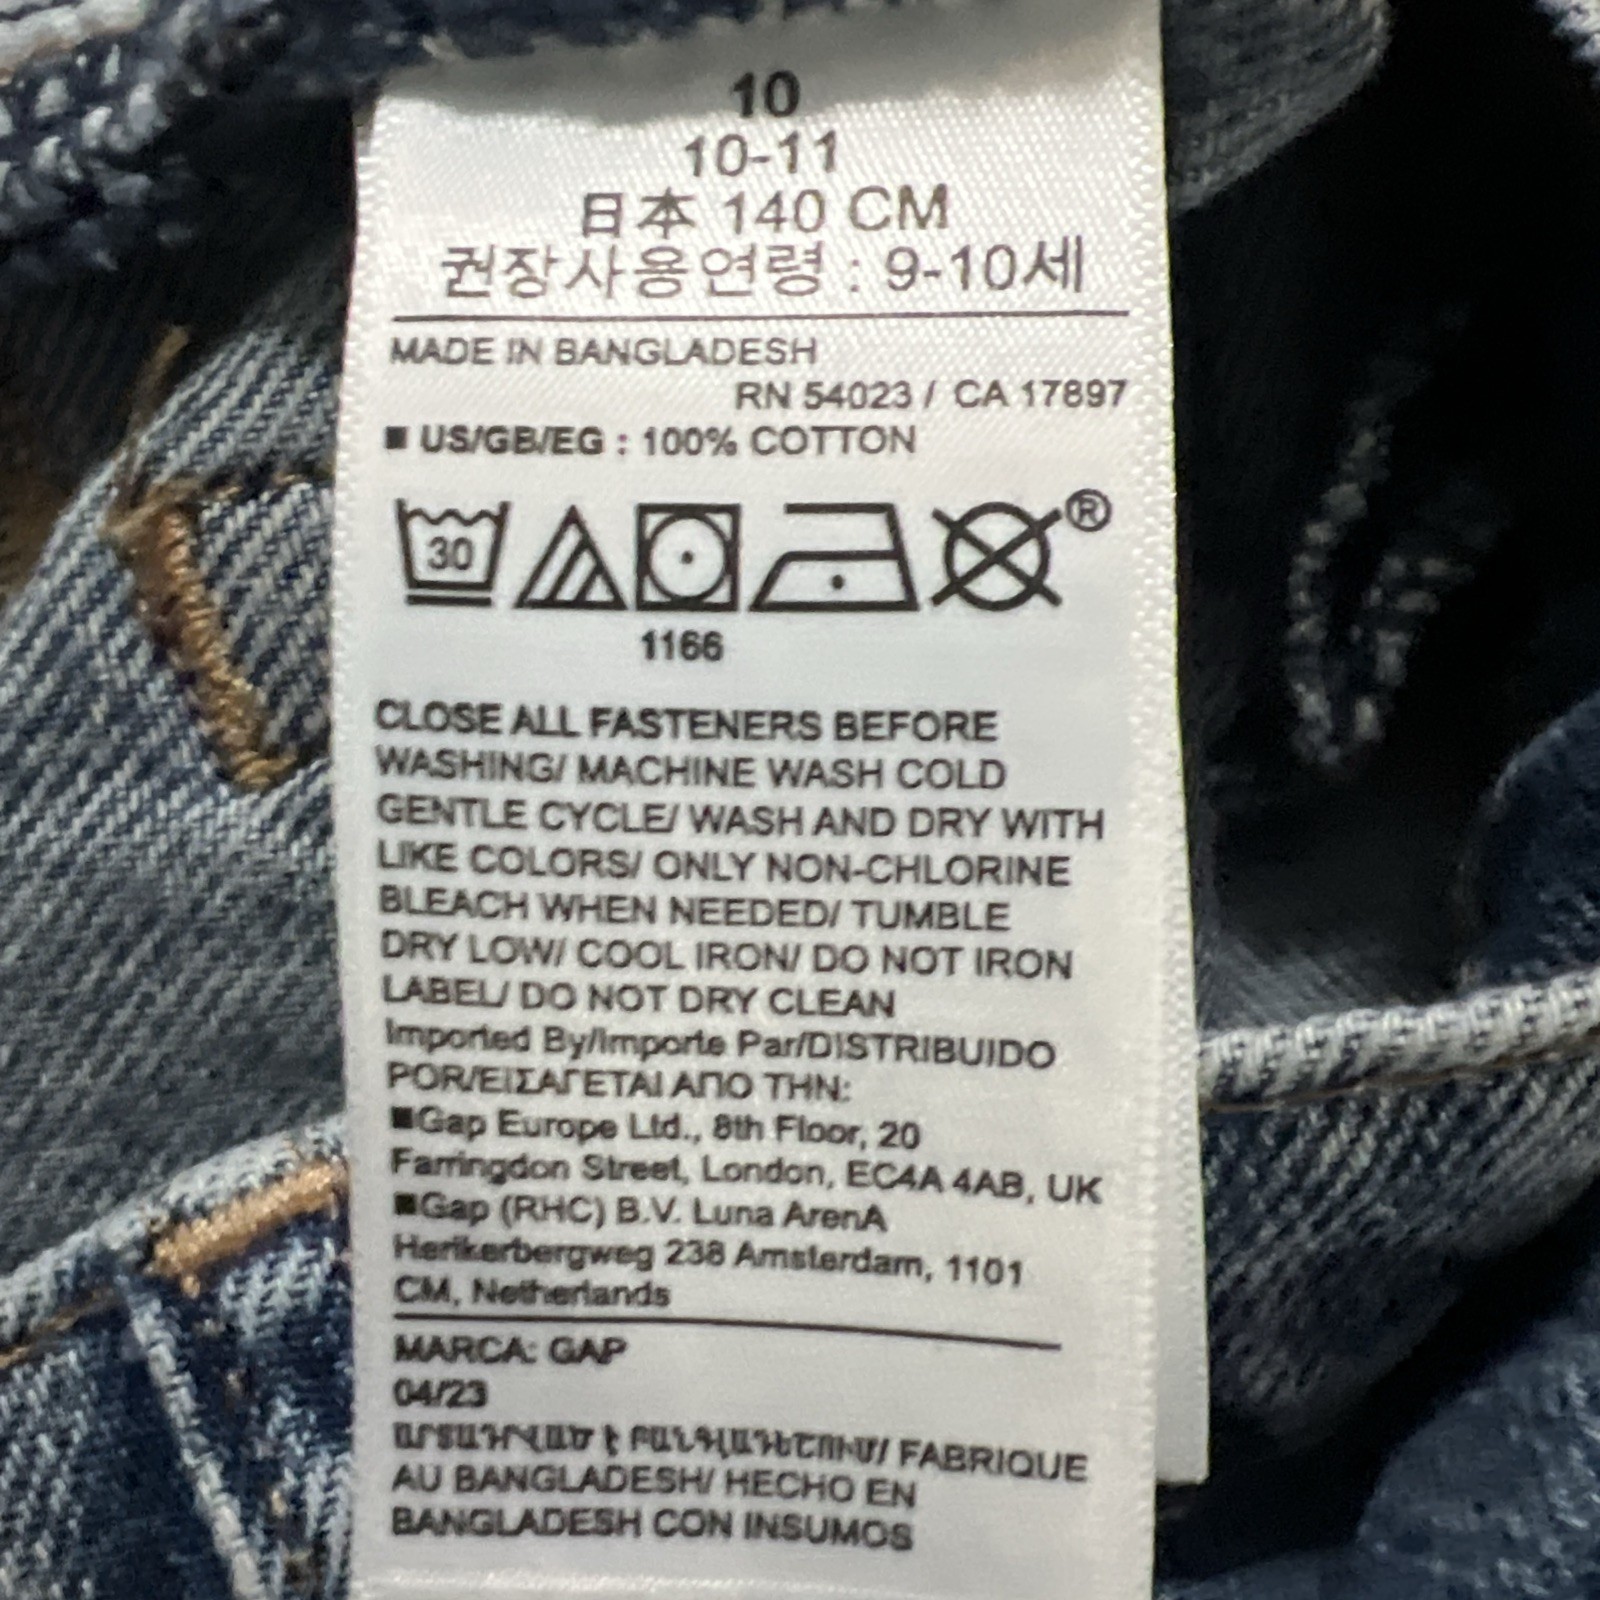 10
10-11
日本 140 CM
권장사용연령 : 9-10세
MADE IN BANGLADESH
RN 54023 / CA 17897
■ US/GB/EG : 100% COTTON
30
®
1166
CLOSE ALL FASTENERS BEFORE
WASHING/ MACHINE WASH COLD
GENTLE CYCLE/ WASH AND DRY WITH
LIKE COLORS/ ONLY NON-CHLORINE
BLEACH WHEN NEEDED/ TUMBLE
DRY LOW/ COOL IRON/ DO NOT IRON
LABEL/ DO NOT DRY CLEAN
Imported By/Importe Par/DISTRIBUIDO
POR/ΕΙΣΑΓΕΤΑΙ ΑΠΟ ΤΗΝ:
■Gap Europe Ltd., 8th Floor, 20
Farringdon Street, London, EC4A 4AB, UK
■Gap (RHC) B.V. Luna ArenA
Herikerbergweg 238 Amsterdam, 1101
CM, Netherlands
MARCA: GAP
04/23
ԱՐՏԱԴՐՎԱԾ Է ԲԱՆԳԼԱԴԵՇՈՒՄ/ FABRIQUE
AU BANGLADESH/ HECHO EN
BANGLADESH CON INSUMOS